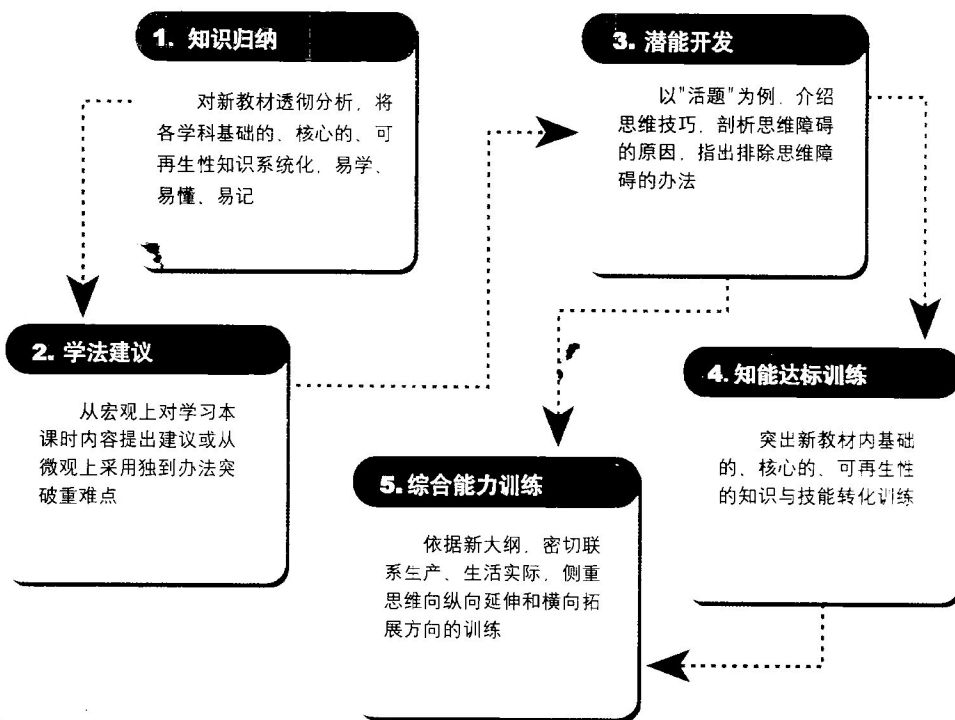 1. 知识归纳
对新教材透彻分析，将
各学科基础的、核心的、可
再生性知识系统化，易学、
易懂、易记
2. 学法建议
从宏观上对学习本
课时内容提出建议或从
微观上采用独到办法突
破重难点
3. 潜能开发
以"活题"为例，介绍
思维技巧，剖析思维障碍
的原因，指出排除思维障
碍的办法
4. 知能达标训练
突出新教材内基础
的、核心的、可再生性
的知识与技能转化训练
5. 综合能力训练
依据新大纲，密切联
系生产、生活实际，侧重
思维向纵向延伸和横向拓
展方向的训练